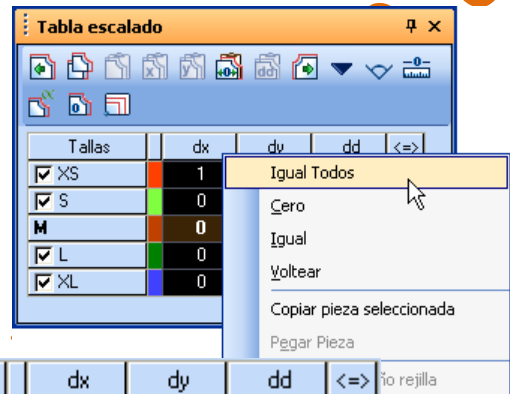 Tabla escalado
Tallas dx dy dd <=>
XS 1
S 0
M 0
L 0
XL 0
Igual Todos
Cero
Igual
Voltear
Copiar pieza seleccionada
Pegar Pieza
ño rejilla
dx dy dd <=>